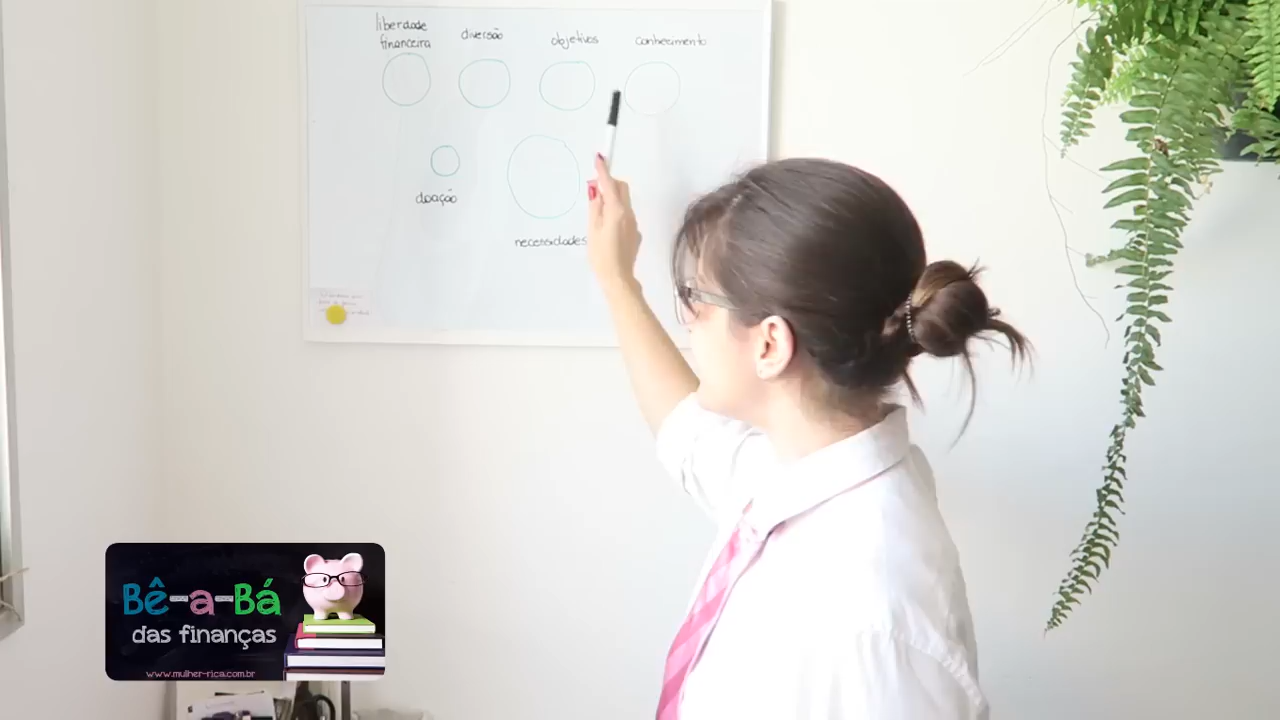 liberdade
financeira
diversão
objetivos
conhecimento
doação
necessidades
Bê-a-Bá
das finanças
www.mulher-rica.com.br